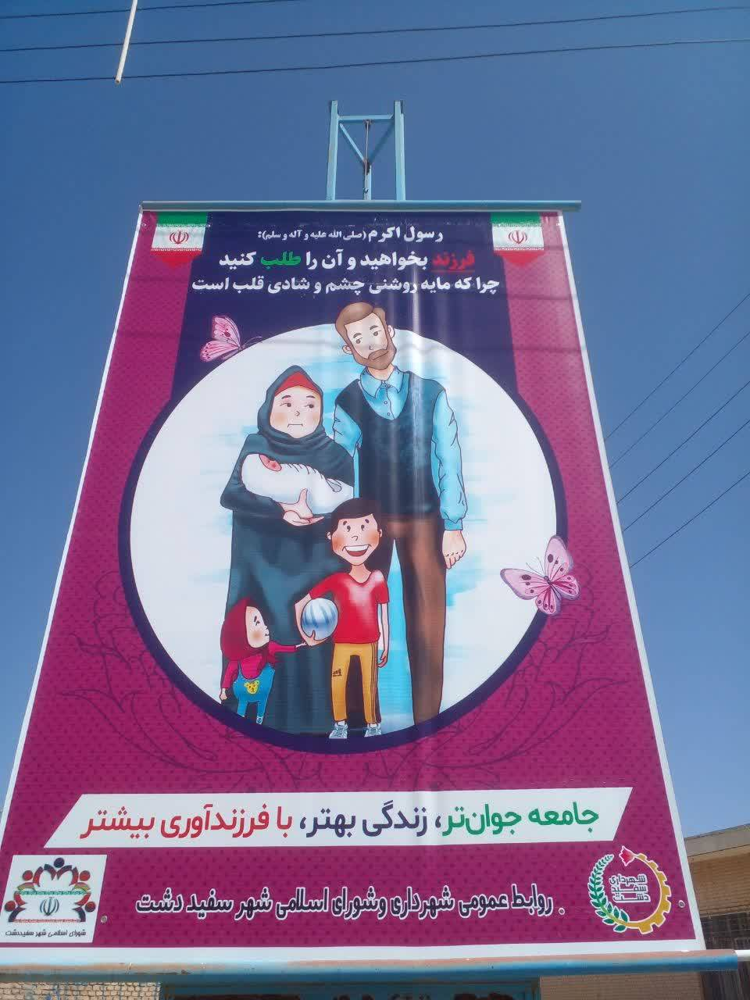 رسول اکرم (صلی الله علیه و آله و سلم):
فرزند بخواهید و آن را طلب کنید
چرا که مایه روشنی چشم و شادی قلب است
جامعه جوان‌تر، زندگی بهتر، با فرزندآوری بیشتر
روابط عمومی شهرداری وشورای اسلامی شهر سفید دشت
شهرداری
سفید
دشت
شورای اسلامی شهر سفیددشت